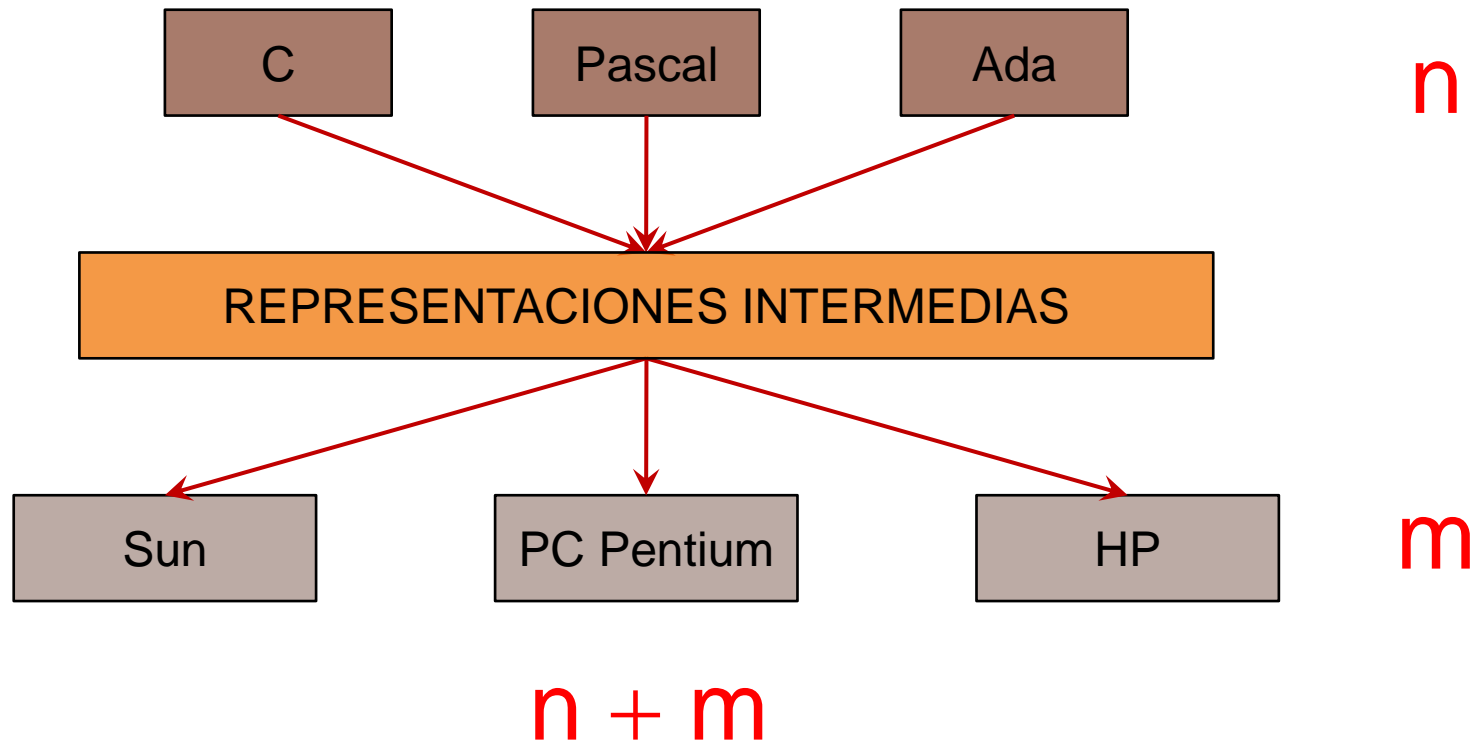 C
Pascal
Ada
n
REPRESENTACIONES INTERMEDIAS
Sun
PC Pentium
HP
m
n + m